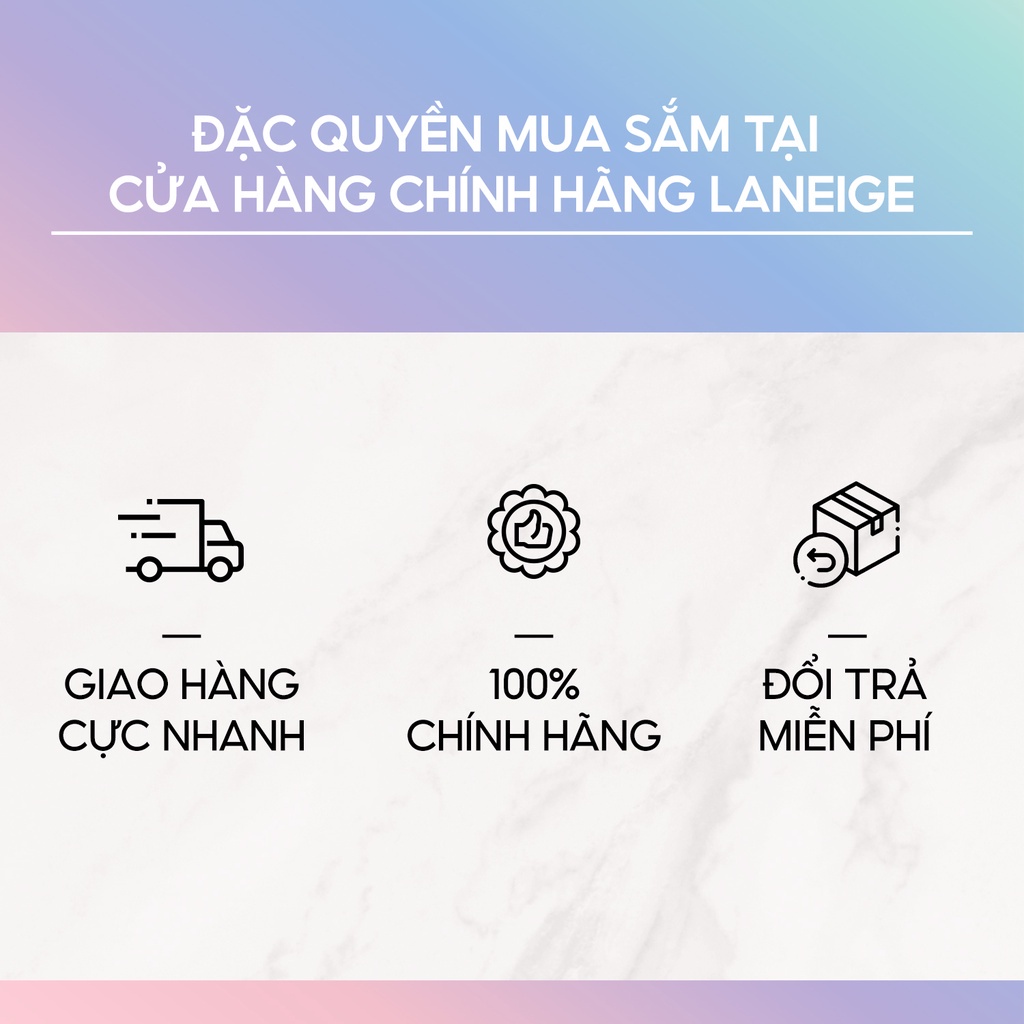 ĐẶC QUYỀN MUA SẮM TẠI
CỬA HÀNG CHÍNH HÃNG LANEIGE
GIAO HÀNG
CỰC NHANH
100%
CHÍNH HÃNG
ĐỔI TRẢ
MIỄN PHÍ